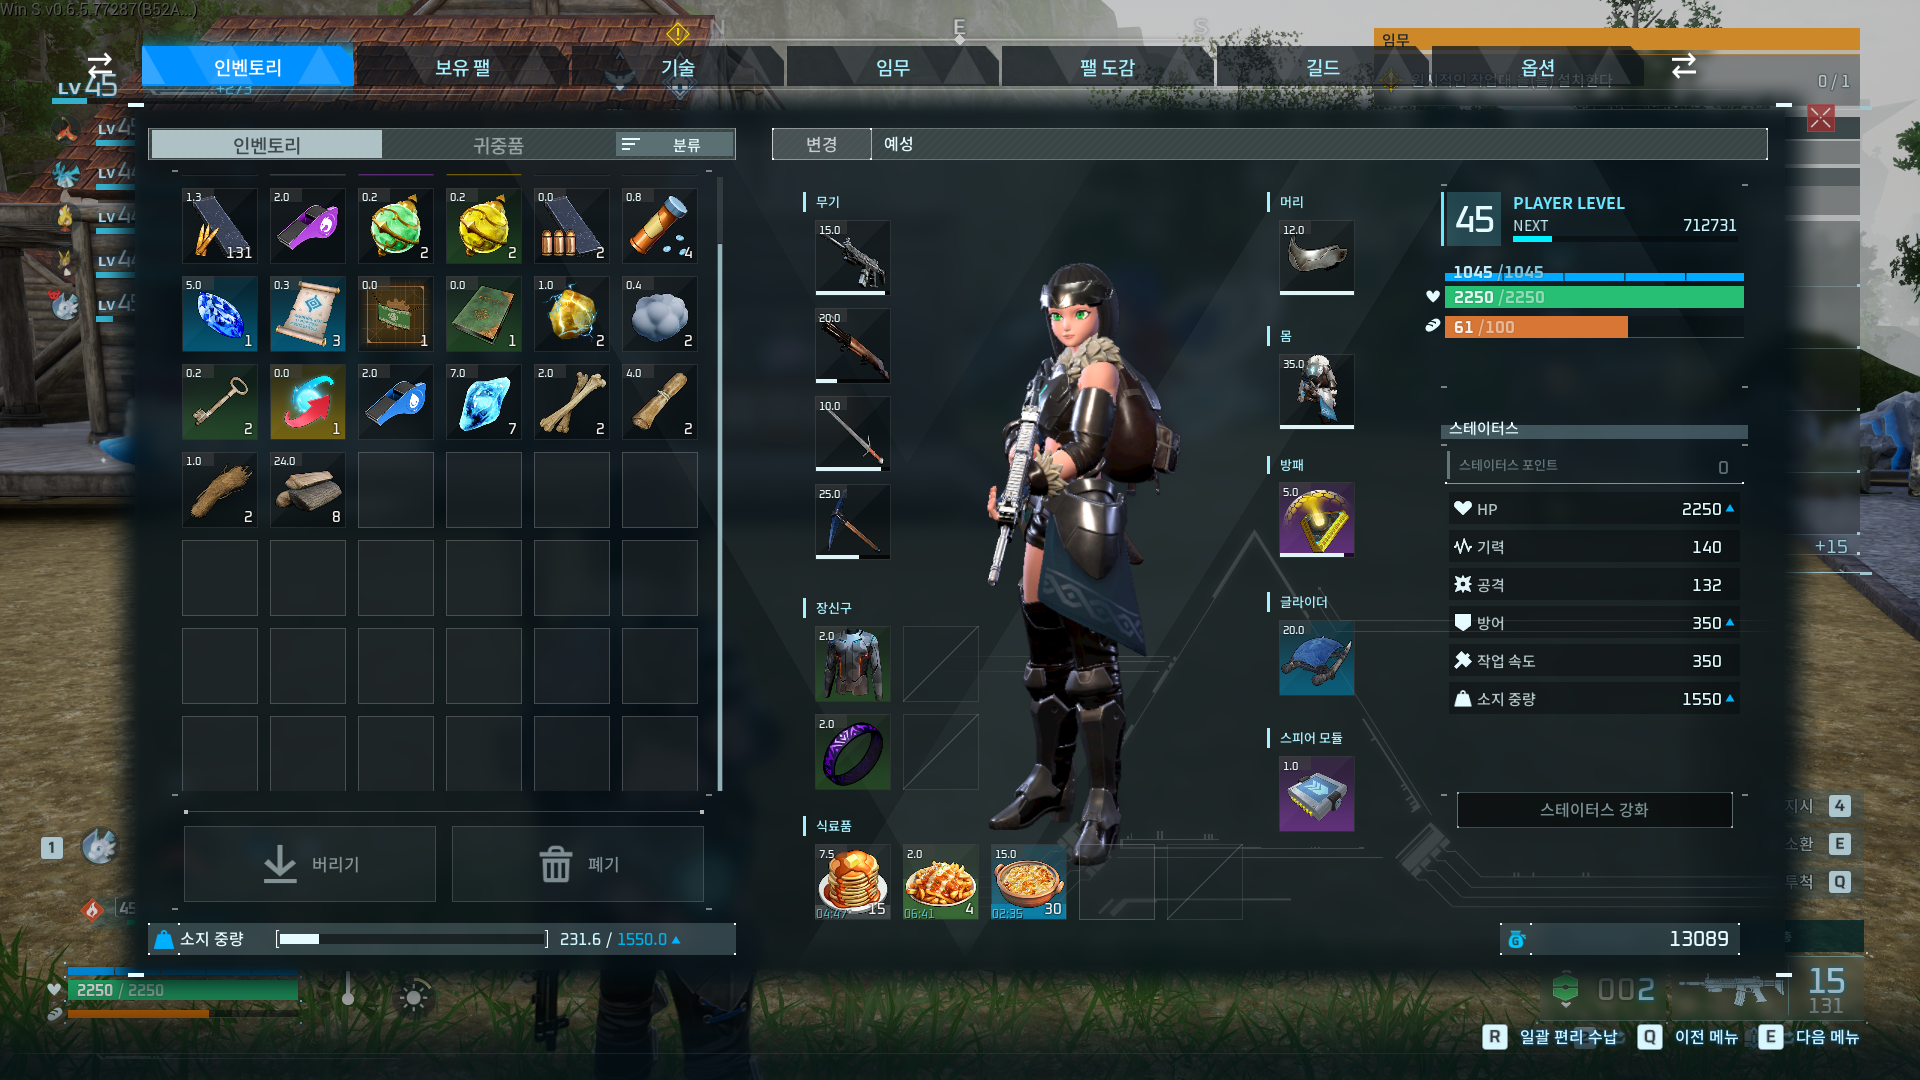 Win S v0.6.5.77287(B52A...)
N
E
S
임무
인벤토리
보유 팰
기술
임무
팰 도감
길드
옵션
LV 45
+273
0 / 1
LV 45
LV 44
LV 44
LV 44
LV 45
인벤토리
귀중품
분류
변경
예성
1.3
131
2.0
0.2
2
0.2
2
0.0
2
0.8
4
5.0
1
0.3
3
0.0
1
0.0
1
1.0
2
0.4
2
0.2
2
0.0
1
2.0
7.0
7
2.0
2
4.0
2
1.0
2
24.0
8
버리기
폐기
소지 중량
231.6 / 1550.0
무기
15.0
20.0
10.0
25.0
장신구
2.0
2.0
식료품
7.5
04:47
15
2.0
06:41
4
15.0
02:35
30
머리
12.0
몸
35.0
방패
5.0
글라이더
20.0
스피어 모듈
1.0
45
PLAYER LEVEL
NEXT
712731
1045 /1045
2250 /2250
61 /100
스테이터스
스테이터스 포인트
0
HP
2250
기력
140
공격
132
방어
350
작업 속도
350
소지 중량
1550
스테이터스 강화
13089
+15
지시
4
소환
E
투척
Q
1
45
2250 / 2250
002
15
131
R
일괄 편리 수납
Q
이전 메뉴
E
다음 메뉴